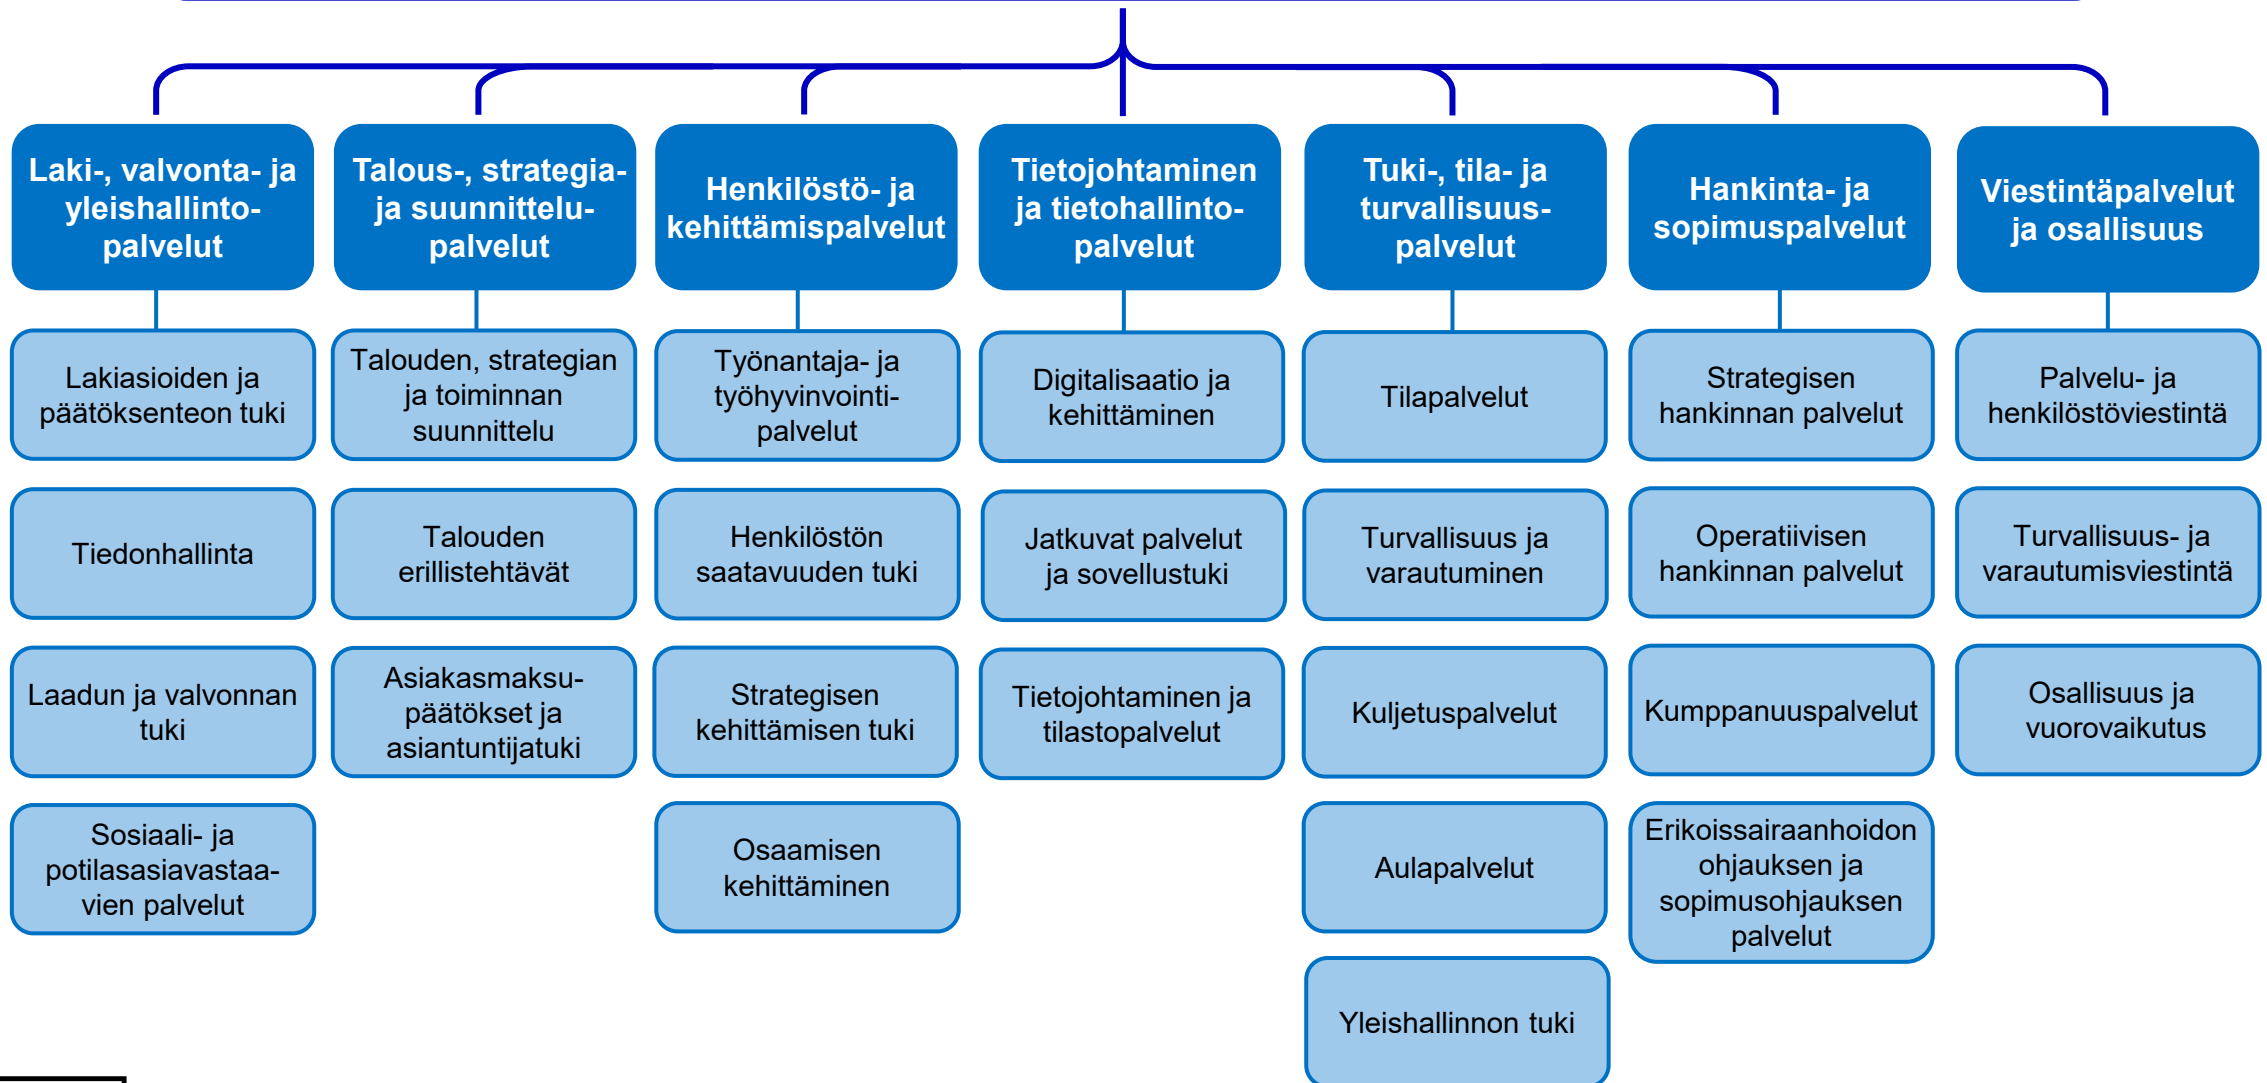 Laki-, valvonta- ja
yleishallinto-
palvelut
Lakiasioiden ja
päätöksenteon tuki
Tiedonhallinta
Laadun ja valvonnan
tuki
Sosiaali- ja
potilasasiavastaa-
vien palvelut
Talous-, strategia-
ja suunnittelu-
palvelut
Talouden, strategian
ja toiminnan
suunnittelu
Talouden
erillistehtävät
Asiakasmaksu-
päätökset ja
asiantuntijatuki
Henkilöstö- ja
kehittämispalvelut
Työnantaja- ja
työhyvinvointi-
palvelut
Henkilöstön
saatavuuden tuki
Strategisen
kehittämisen tuki
Osaamisen
kehittäminen
Tietojohtaminen
ja tietohallinto-
palvelut
Digitalisaatio ja
kehittäminen
Jatkuvat palvelut
ja sovellustuki
Tietojohtaminen ja
tilastopalvelut
Tuki-, tila- ja
turvallisuus-
palvelut
Tilapalvelut
Turvallisuus ja
varautuminen
Kuljetuspalvelut
Aulapalvelut
Yleishallinnon tuki
Hankinta- ja
sopimuspalvelut
Strategisen
hankinnan palvelut
Operatiivisen
hankinnan palvelut
Kumppanuuspalvelut
Erikoissairaanhoidon
ohjauksen ja
sopimusohjauksen
palvelut
Viestintäpalvelut
ja osallisuus
Palvelu- ja
henkilöstöviestintä
Turvallisuus- ja
varautumisviestintä
Osallisuus ja
vuorovaikutus